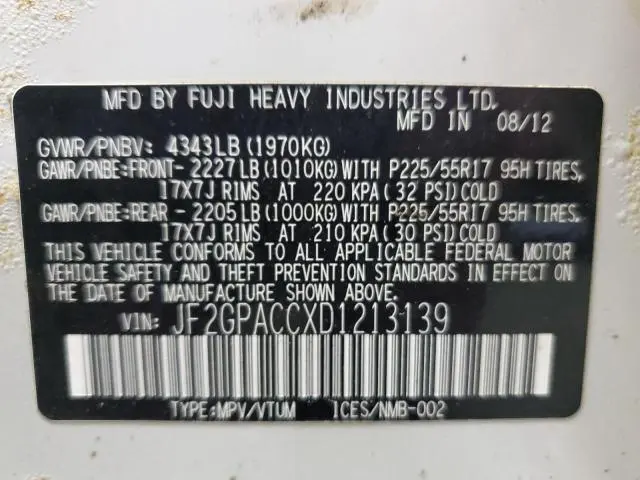 MFD BY FUJI HEAVY INDUSTRIES LTD.
MFD IN 08/12
GVWR/PNBV: 4343LB (1970KG)
GAWR/PNBE:FRONT- 2227LB (1010KG) WITH P225/55R17 95H TIRES,
17X7J RIMS AT 220 KPA (32 PSI) COLD
GAWR/PNBE:REAR - 2205LB (1000KG) WITH P225/55R17 95H TIRES,
17X7J RIMS AT 210 KPA (30 PSI) COLD
THIS VEHICLE CONFORMS TO ALL APPLICABLE FEDERAL MOTOR
VEHICLE SAFETY AND THEFT PREVENTION STANDARDS IN EFFECT ON
THE DATE OF MANUFACTURE SHOWN ABOVE.
VIN: JF2GPACCXD1213139
TYPE:MPV/VTUM ICES/NMB-002